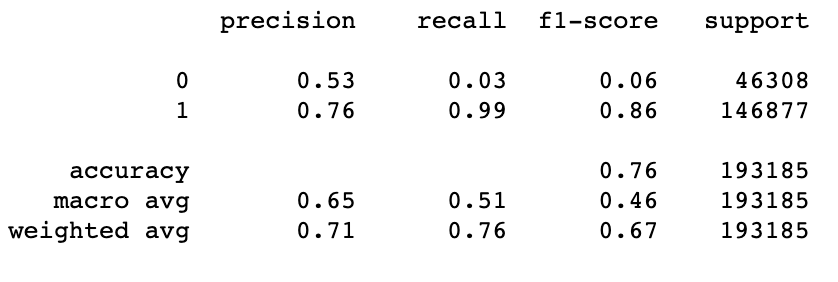 precision recall f1-score support
0 0.53 0.03 0.06 46308
1 0.76 0.99 0.86 146877
accuracy 0.76 193185
macro avg 0.65 0.51 0.46 193185
weighted avg 0.71 0.76 0.67 193185